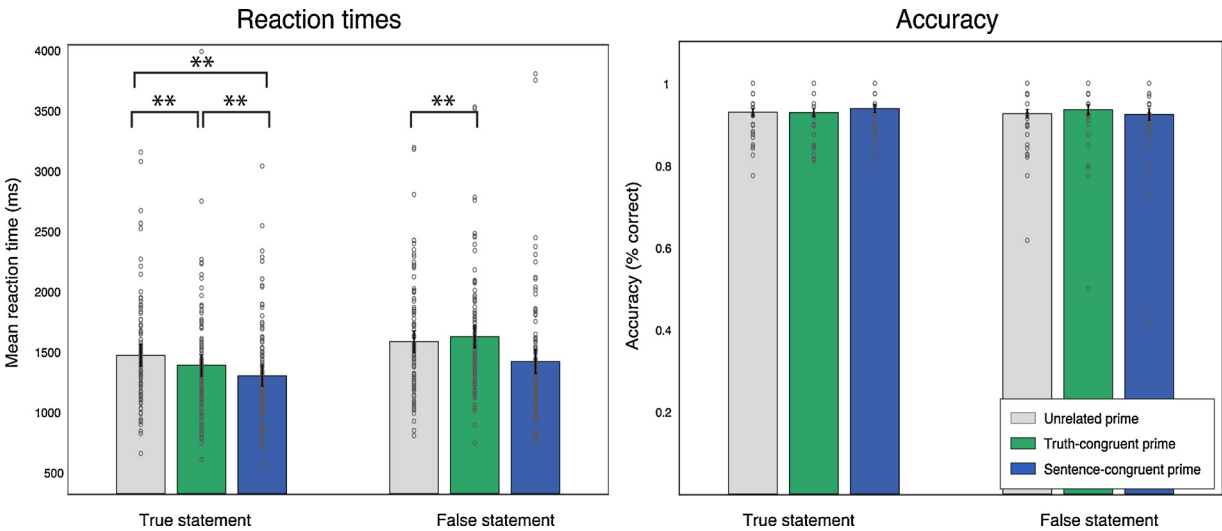 Reaction times
Accuracy
Mean reaction time (ms)
4000
3500
3000
2500
2000
1500
1000
500
**
**
**
**
True statement
False statement
Accuracy (% correct)
1
0.8
0.6
0.4
0.2
Unrelated prime
Truth-congruent prime
Sentence-congruent prime
True statement
False statement